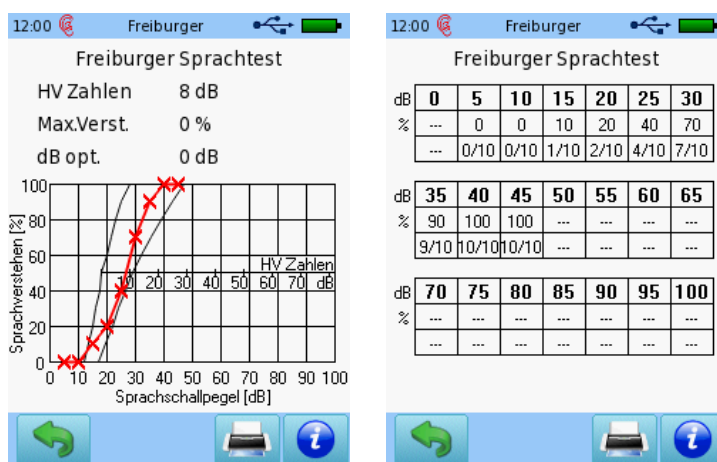 12:00 Freiburger
Freiburger Sprachtest
HV Zahlen 8 dB
Max.Verst. 0 %
dB opt. 0 dB
100
80
60
40
20
0
Sprachverstehen [%]
HV Zahlen
10 20 30 40 50 60 70 dB
0 10 20 30 40 50 60 70 80 90 100
Sprachschallpegel [dB]
12:00 Freiburger
Freiburger Sprachtest
dB 0 5 10 15 20 25 30
% --- 0 0 10 20 40 70
--- 0/10 0/10 1/10 2/10 4/10 7/10
dB 35 40 45 50 55 60 65
% 90 100 100 --- --- --- ---
9/10 10/10 10/10 --- --- --- ---
dB 70 75 80 85 90 95 100
% --- --- --- --- --- --- ---
--- --- --- --- --- --- ---